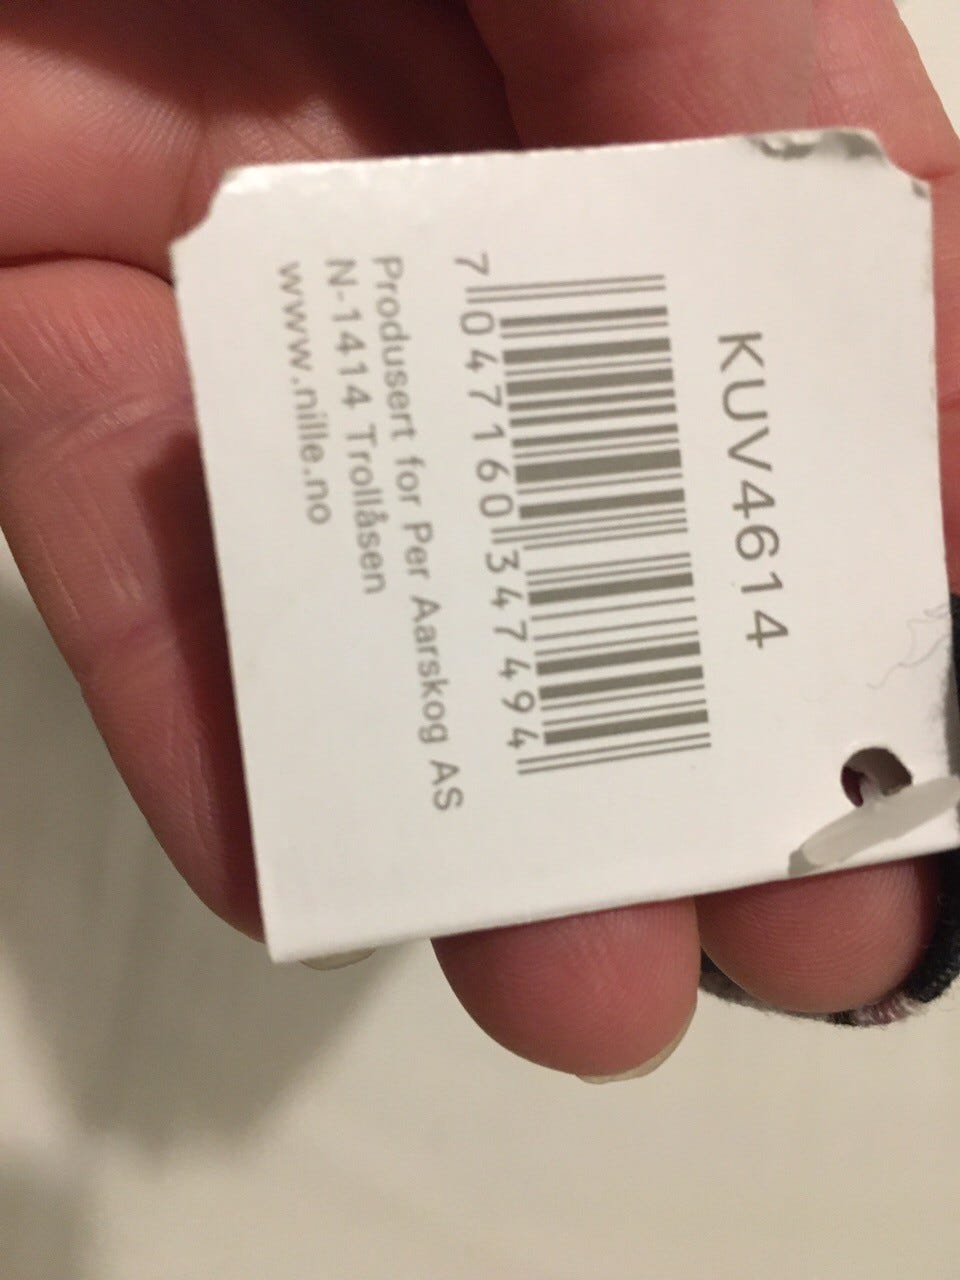 KUV4614
7 047160 347494
Produsert for Per Aarskog AS
N-1414 Trollåsen
www.nille.no